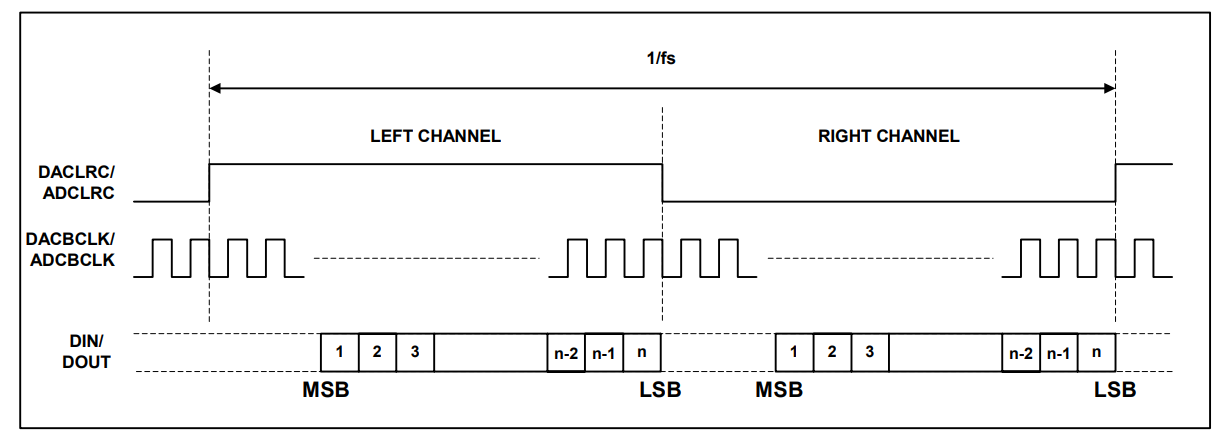 1/fs
LEFT CHANNEL
RIGHT CHANNEL
DACLRC/
ADCLRC
DACBCLK/
ADCBCLK
DIN/
DOUT
1 2 3 n-2 n-1 n 1 2 3 n-2 n-1 n
MSB LSB MSB LSB